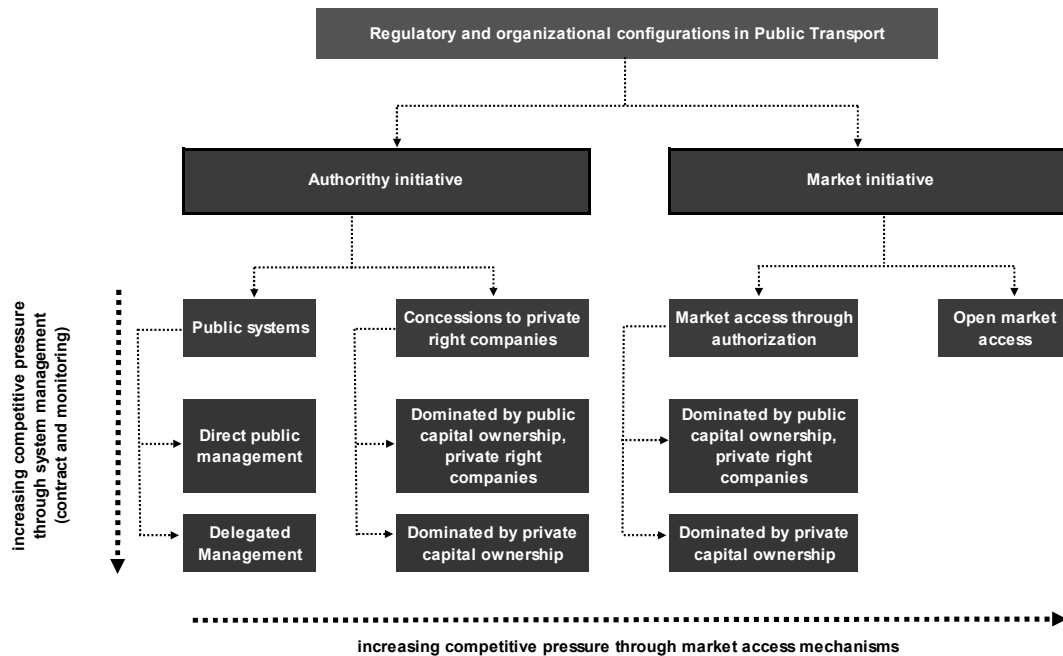 Regulatory and organizational configurations in Public Transport
Authorithy initiative
Market initiative
increasing competitive pressure
through system management
(contract and monitoring)
Public systems
Concessions to private
right companies
Market access through
authorization
Open market
access
Direct public
management
Dominated by public
capital ownership,
private right
companies
Dominated by public
capital ownership,
private right
companies
Delegated
Management
Dominated by private
capital ownership
Dominated by private
capital ownership
increasing competitive pressure through market access mechanisms